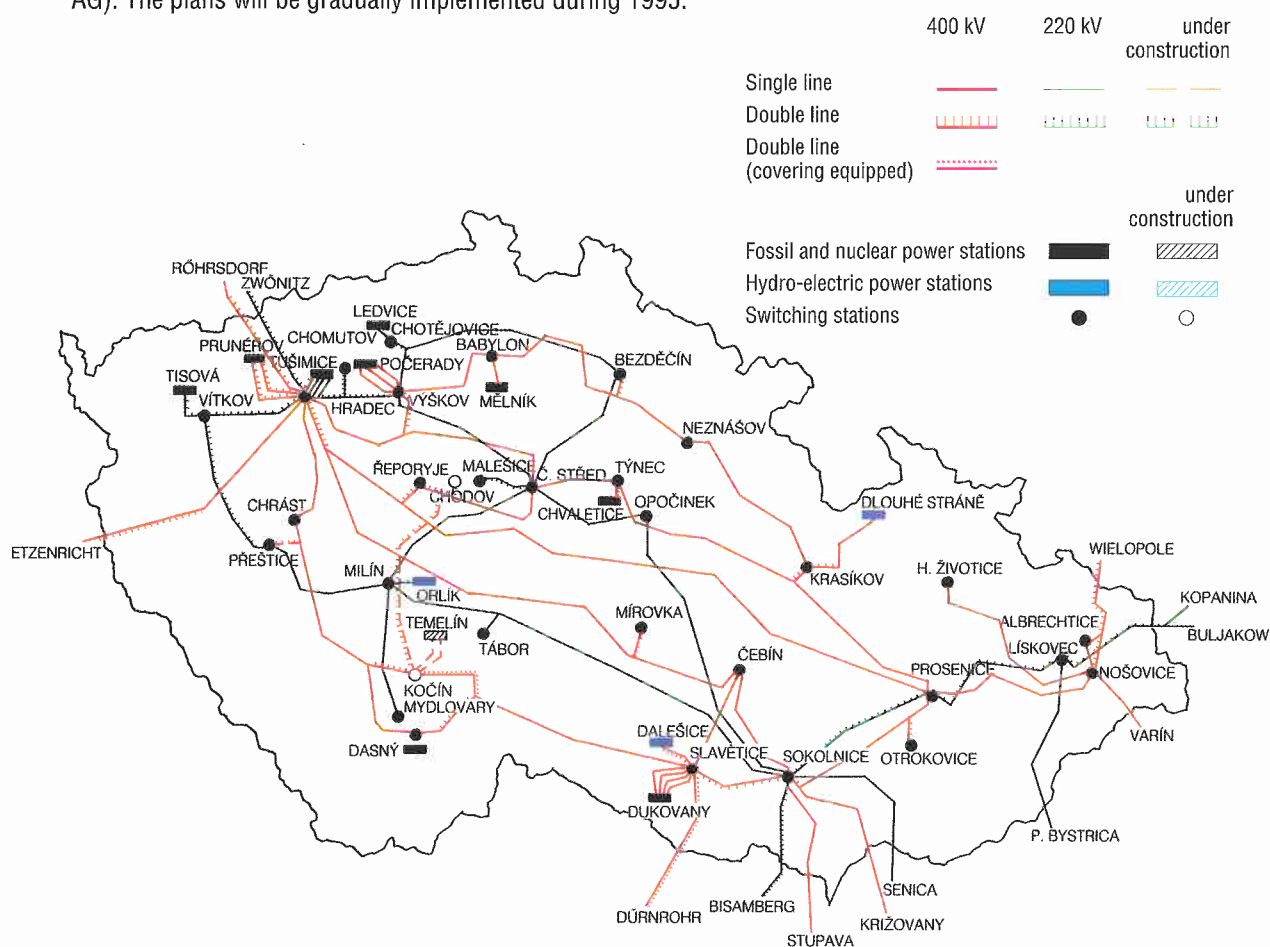 AG). The plans will be gradually implemented during 1995.
400 kV 220 kV under
construction
Single line
Double line
Double line
(covering equipped)
under
construction
Fossil and nuclear power stations
Hydro-electric power stations
Switching stations
RÖHRSDORF
ZWÖNITZ
LEDVICE
CHOMUTOV
CHOTĚJOVICE
BABYLON
PRUNÉŘOV
TUŠIMICE
POČERADY
BEZDĚČÍN
TISOVÁ
VÍTKOV
HRADEC
VÝŠKOV
MĚLNÍK
NEZNÁŠOV
ŘEPORYJE
MALEŠICE
Č. STŘED
TÝNEC
CHODOV
CHRÁST
CHVALETICE
OPOČINEK
DLOUHÉ STRÁNĚ
ETZENRICHT
PŘEŠTICE
WIELOPOLE
MILÍN
KRASÍKOV
H. ŽIVOTICE
ORLÍK
KOPANINA
TEMELÍN
MÍROVKA
ALBRECHTICE
BULJAKOW
TÁBOR
LÍSKOVEC
ČEBÍN
PROSENICE
NOŠOVICE
KOČÍN
MYDLOVARY
DALEŠICE
VARÍN
DASNÝ
SLAVĚTICE
SOKOLNICE
OTROKOVICE
DUKOVANY
P. BYSTRICA
SENICA
BISAMBERG
DŰRNROHR
KRIŽOVANY
STUPAVA